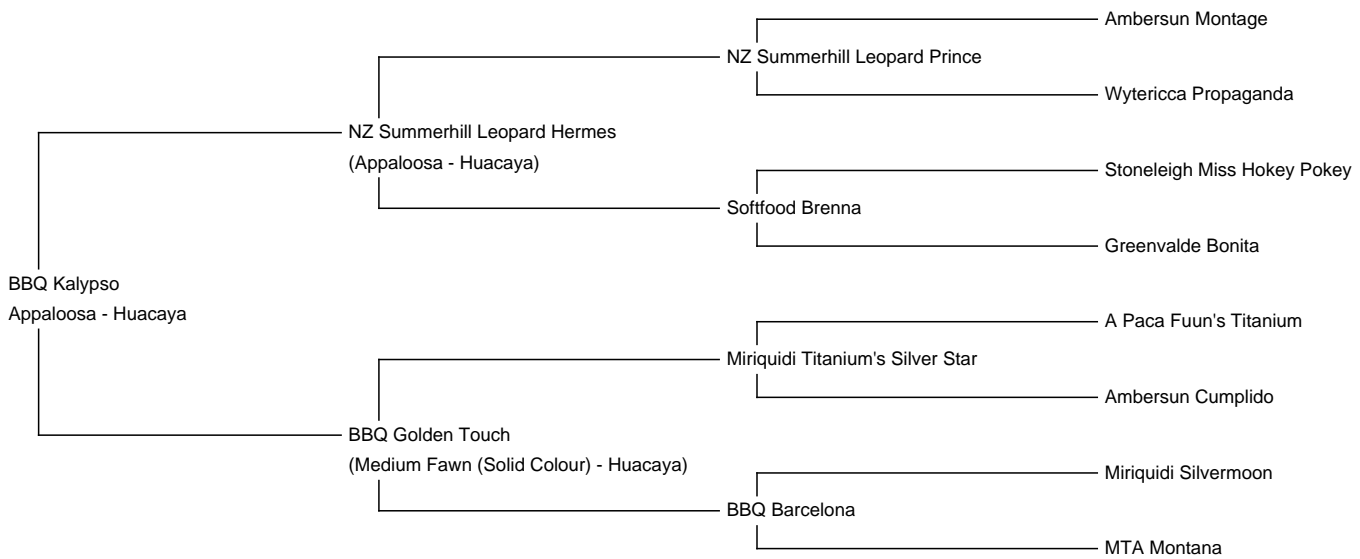 Ambersun Montage
NZ Summerhill Leopard Prince
Wytericca Propaganda
NZ Summerhill Leopard Hermes
(Appaloosa - Huacaya)
Stoneleigh Miss Hokey Pokey
Softfood Brenna
Greenvalde Bonita
BBQ Kalypso
Appaloosa - Huacaya
A Paca Fuun's Titanium
Miriquidi Titanium's Silver Star
Ambersun Cumplido
BBQ Golden Touch
(Medium Fawn (Solid Colour) - Huacaya)
Miriquidi Silvermoon
BBQ Barcelona
MTA Montana